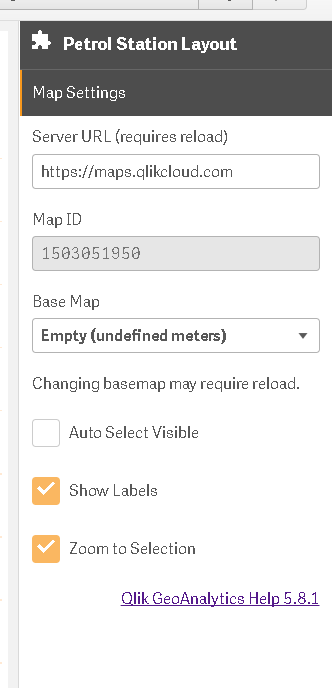 Petrol Station Layout
Map Settings
Server URL (requires reload)
https://maps.qlikcloud.com
Map ID
1503051950
Base Map
Empty (undefined meters)
Changing basemap may require reload.
Auto Select Visible
Show Labels
Zoom to Selection
Qlik GeoAnalytics Help 5.8.1